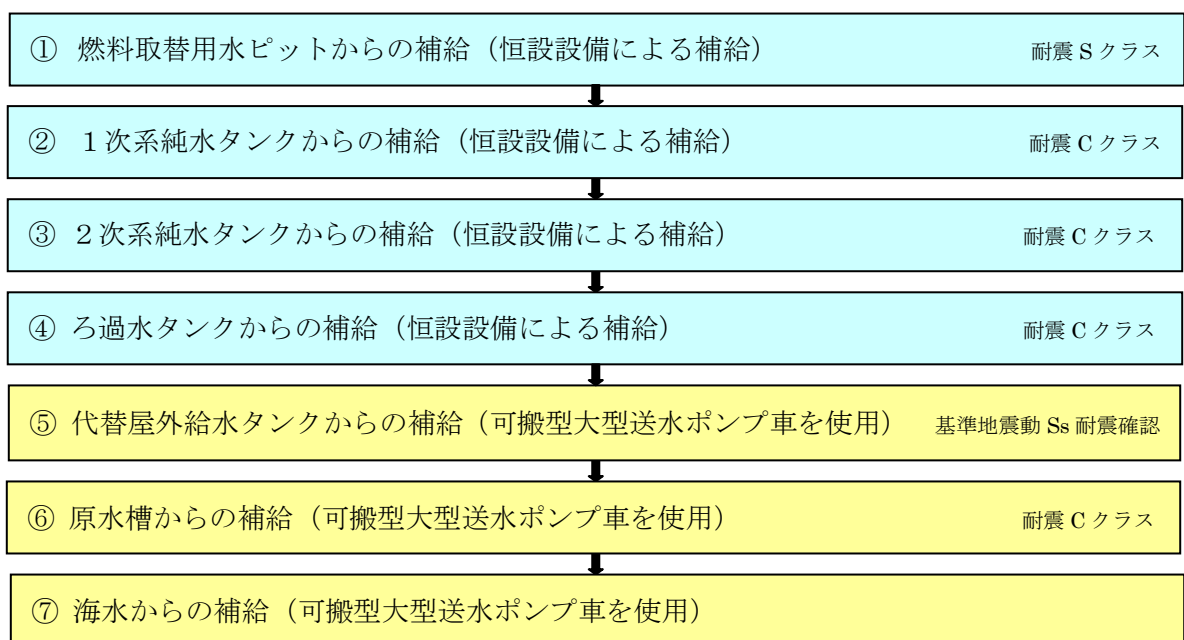 ① 燃料取替用水ピットからの補給（恒設設備による補給） 耐震 S クラス
② １次系純水タンクからの補給（恒設設備による補給） 耐震 C クラス
③ ２次系純水タンクからの補給（恒設設備による補給） 耐震 C クラス
④ ろ過水タンクからの補給（恒設設備による補給） 耐震 C クラス
⑤ 代替屋外給水タンクからの補給（可搬型大型送水ポンプ車を使用） 基準地震動 Ss 耐震確認
⑥ 原水槽からの補給（可搬型大型送水ポンプ車を使用） 耐震 C クラス
⑦ 海水からの補給（可搬型大型送水ポンプ車を使用）